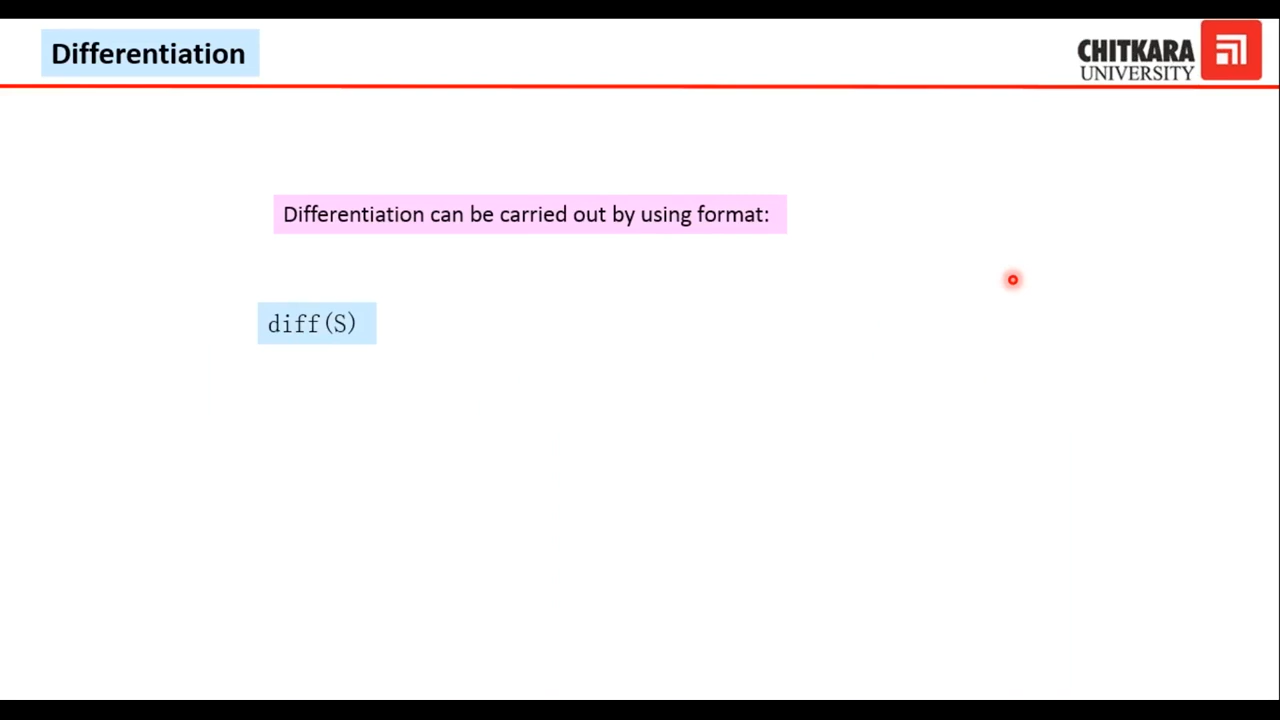 Differentiation
CHITKARA
UNIVERSITY
Differentiation can be carried out by using format:
diff(S)